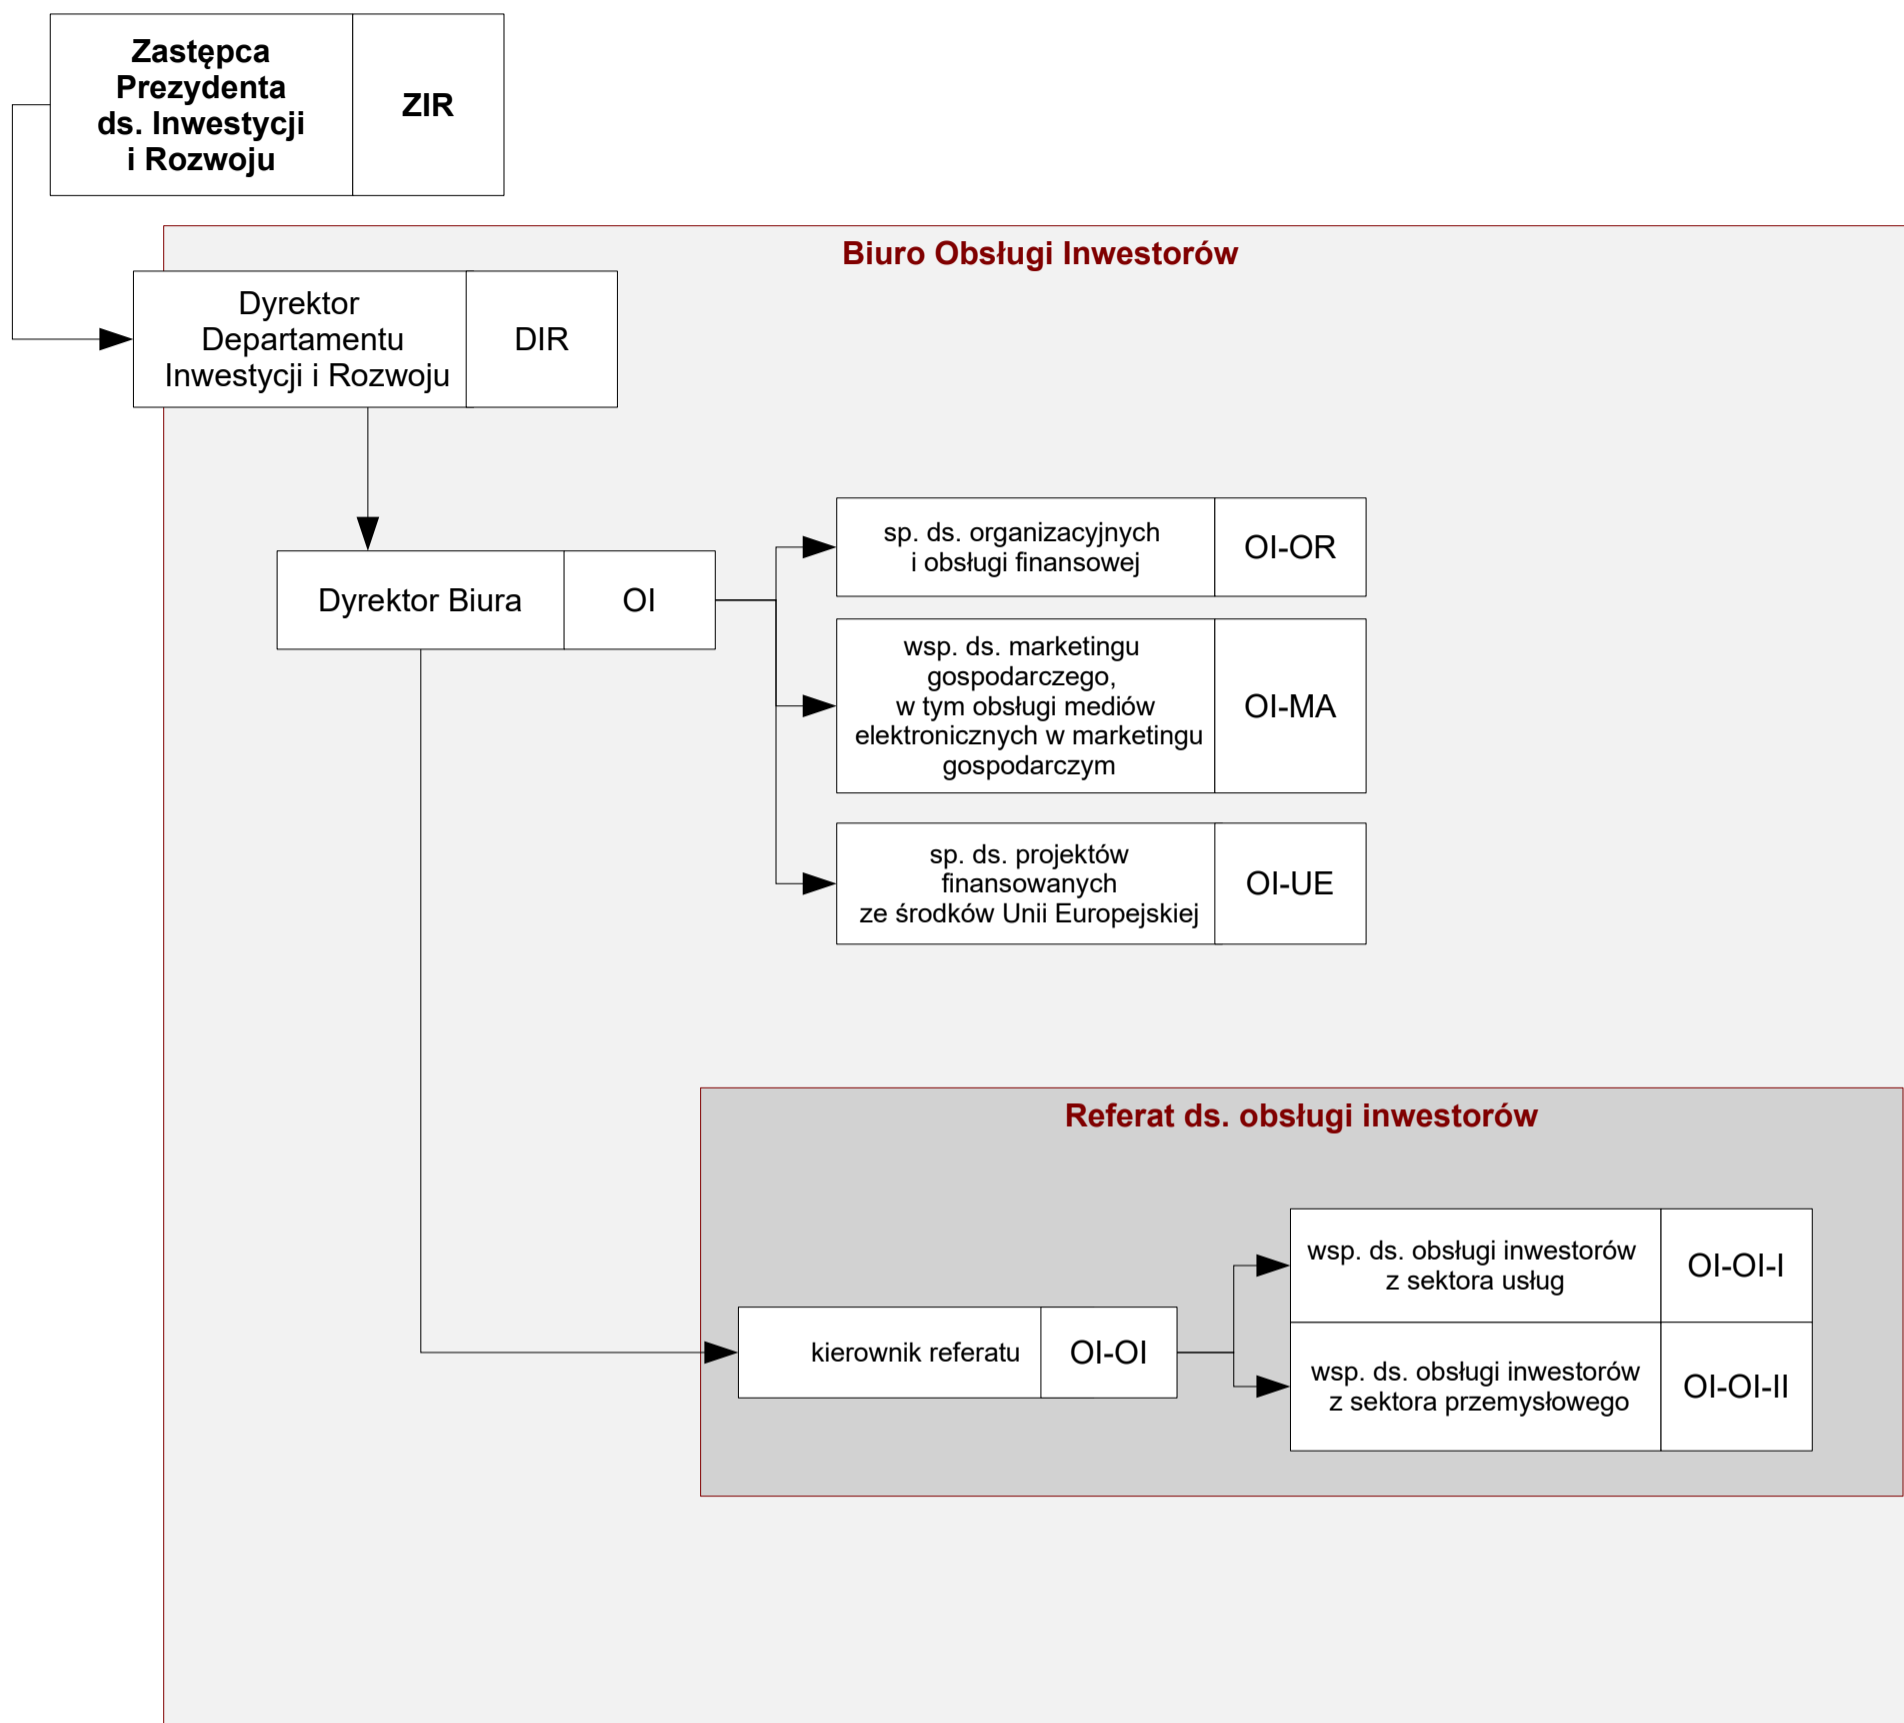 Zastępca
Prezydenta
ds. Inwestycji
i Rozwoju
ZIR
Biuro Obsługi Inwestorów
Dyrektor
Departamentu
Inwestycji i Rozwoju
DIR
Dyrektor Biura
OI
sp. ds. organizacyjnych
i obsługi finansowej
OI-OR
wsp. ds. marketingu
gospodarczego,
w tym obsługi mediów
elektronicznych w marketingu
gospodarczym
OI-MA
sp. ds. projektów
finansowanych
ze środków Unii Europejskiej
OI-UE
Referat ds. obsługi inwestorów
kierownik referatu
OI-OI
wsp. ds. obsługi inwestorów
z sektora usług
OI-OI-I
wsp. ds. obsługi inwestorów
z sektora przemysłowego
OI-OI-II